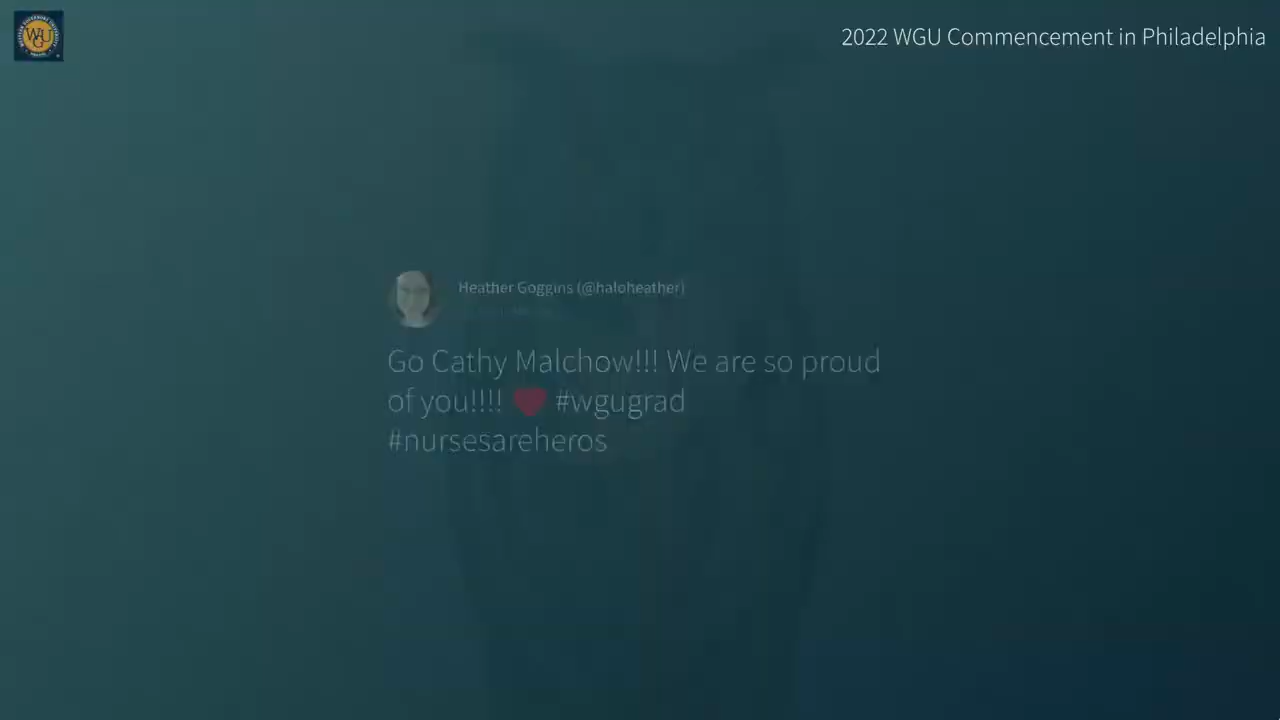 WGU
2022 WGU Commencement in Philadelphia
Heather Goggins (@haloheather)
Go Cathy Malchow!!! We are so proud
of you!!!! ❤ #wgugrad
#nursesareheros